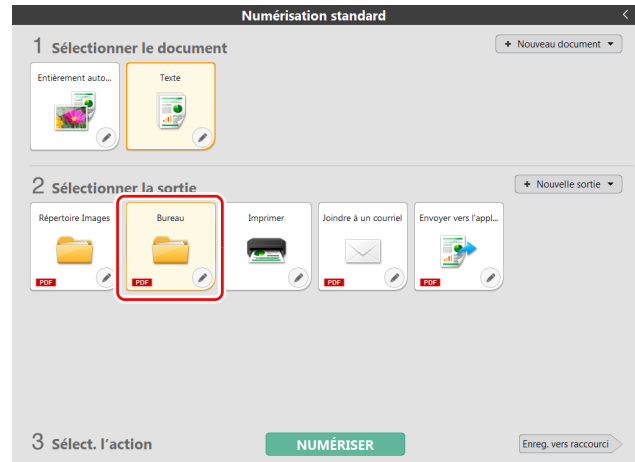 Numérisation standard
1 Sélectionner le document
+ Nouveau document
Entièrement auto...
Texte
2 Sélectionner la sortie
+ Nouvelle sortie
Répertoire Images
Bureau
Imprimer
Joindre à un courriel
Envoyer vers l'appl...
PDF
PDF
PDF
PDF
3 Sélect. l'action
NUMÉRISER
Enreg. vers raccourci